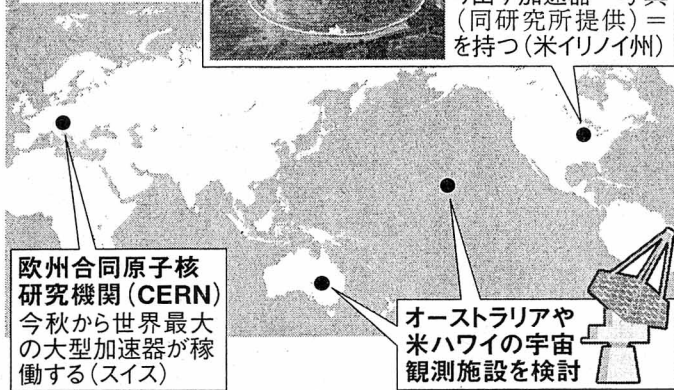 (同研究所提供)=
を持つ(米イリノイ州)
欧州合同原子核
研究機関(CERN)
今秋から世界最大
の大型加速器が稼
働する(スイス)
オーストラリアや
米ハワイの宇宙
観測施設を検討